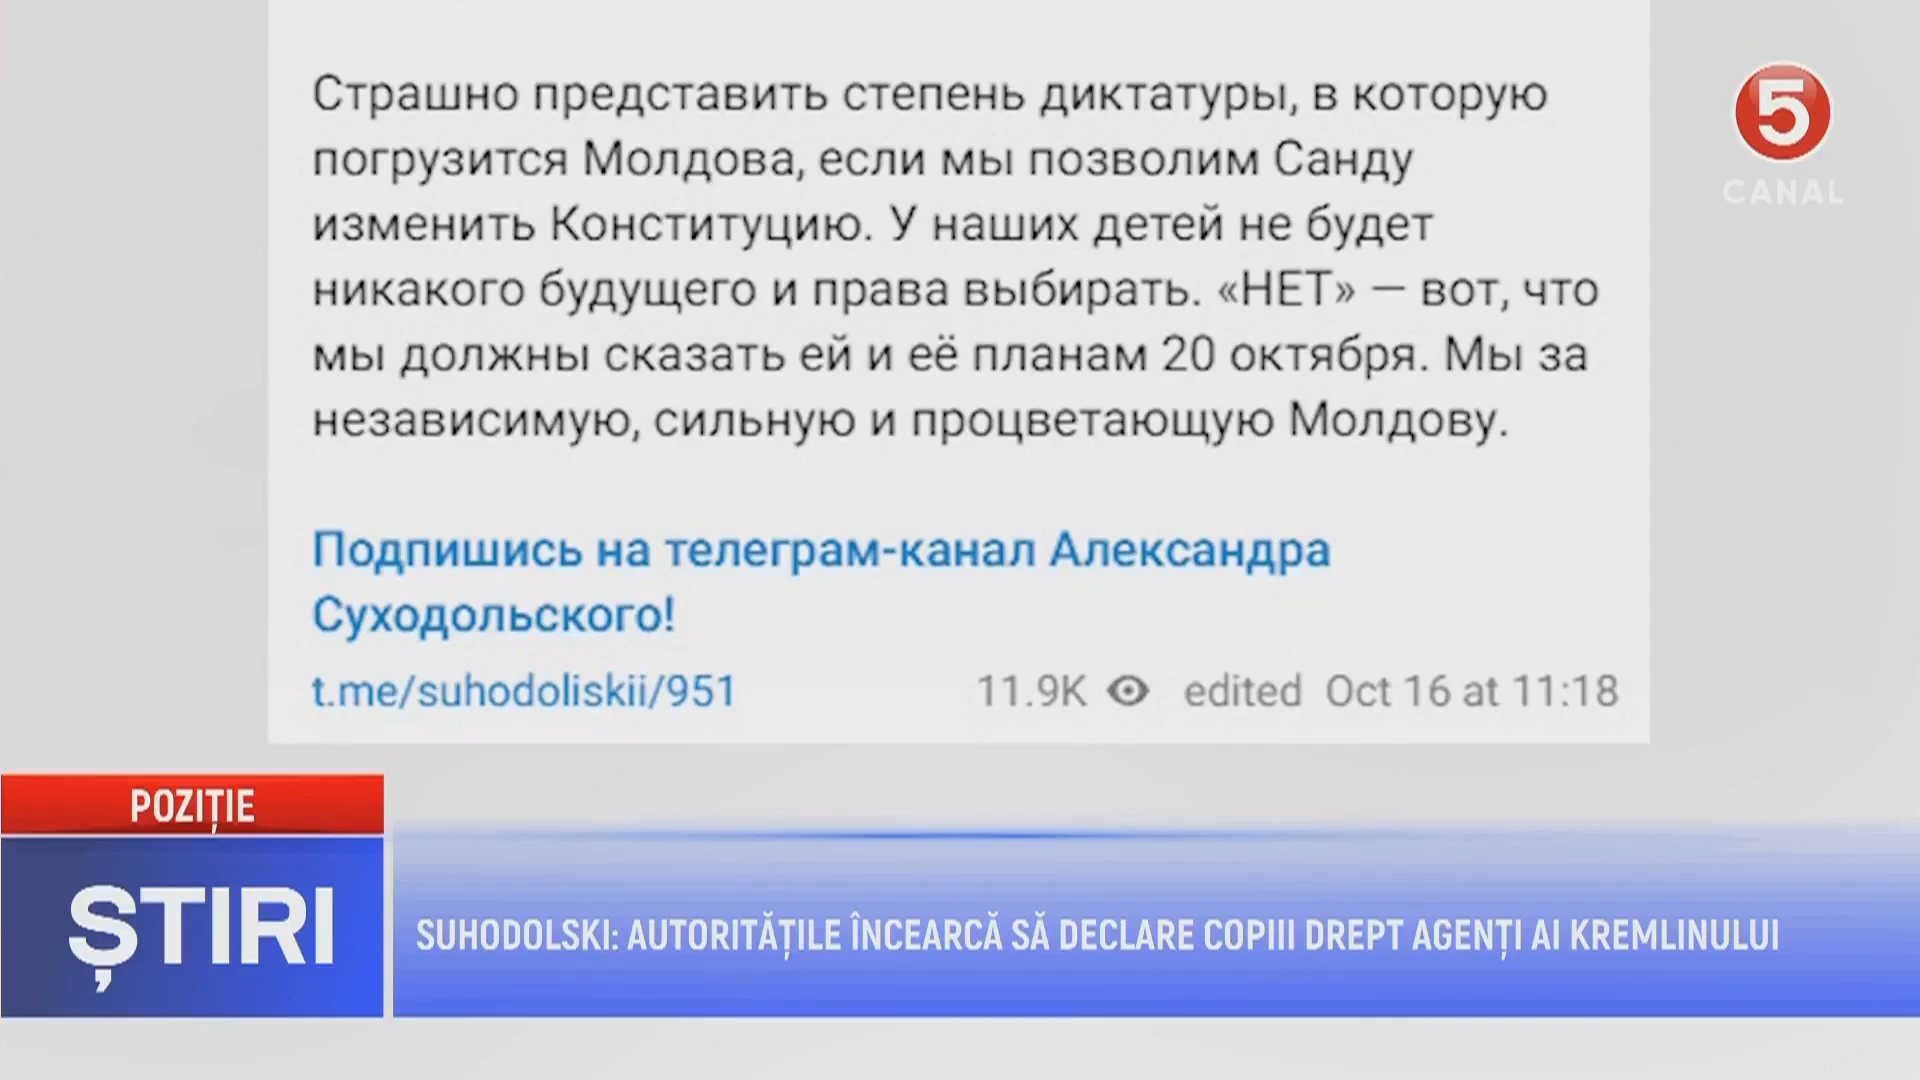 Страшно представить степень диктатуры, в которую
погрузится Молдова, если мы позволим Санду
изменить Конституцию. У наших детей не будет
никакого будущего и права выбирать. «НЕТ» — вот, что
мы должны сказать ей и её планам 20 октября. Мы за
независимую, сильную и процветающую Молдову.
Подпишись на телеграм-канал Александра
Суходольского!
t.me/suhodoliskii/951 11.9K edited Oct 16 at 11:18
5
CANAL
POZIȚIE
ȘTIRI
SUHODOLSKI: AUTORITĂȚILE ÎNCEARCĂ SĂ DECLARE COPIII DREPT AGENȚI AI KREMLINULUI